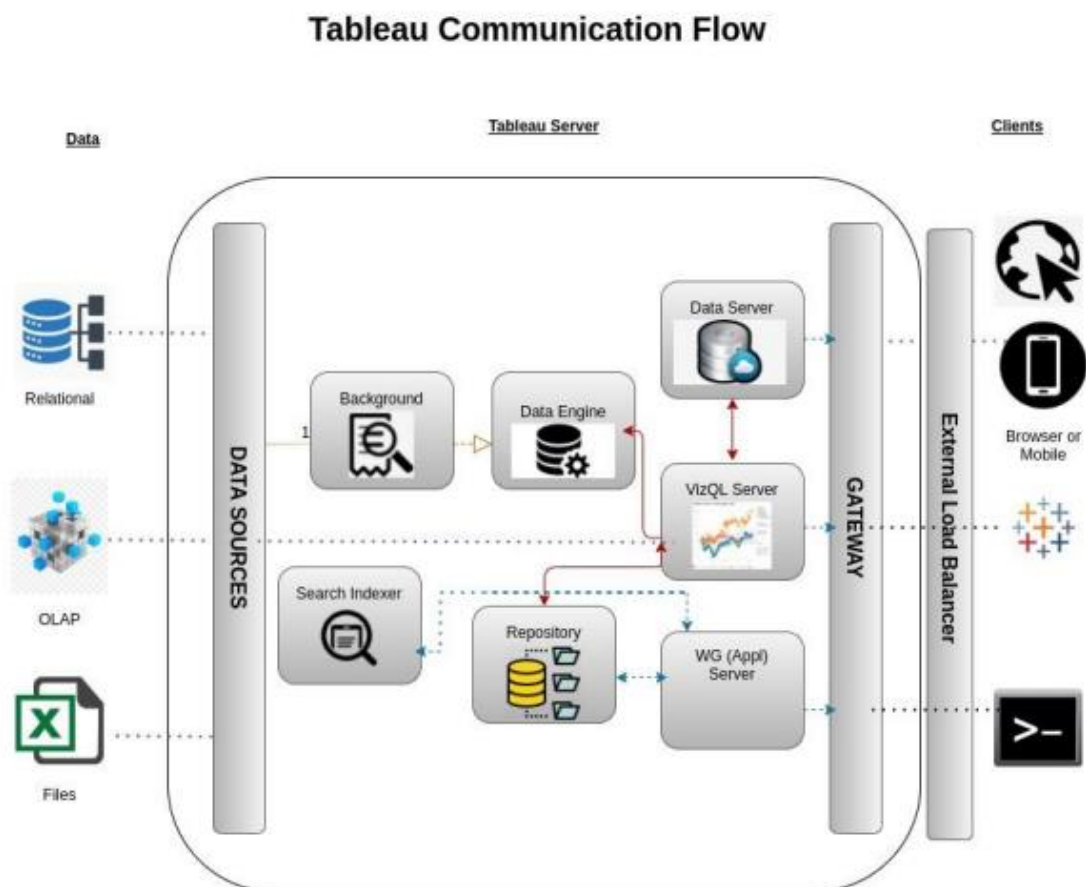 Tableau Communication Flow
Data
Tableau Server
Clients
Relational
OLAP
Files
DATA SOURCES
1
Background
Data Engine
Data Server
VizQL Server
Search Indexer
Repository
WG (Appl)
Server
GATEWAY
External Load Balancer
Browser or
Mobile
X
>–